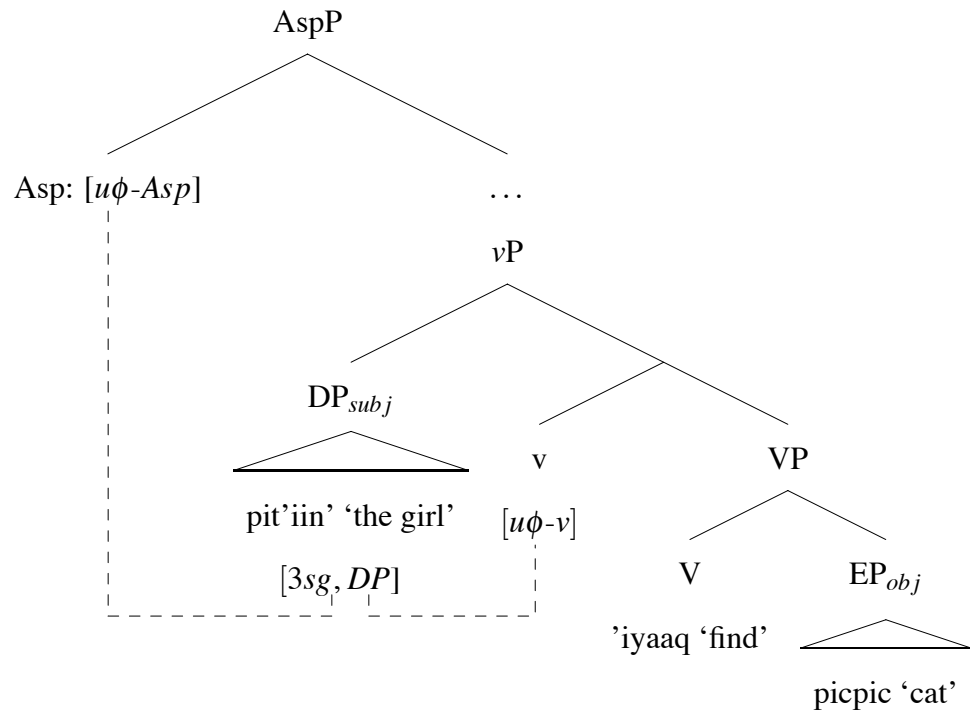 AspP
Asp: [uϕ-Asp] …
vP
DPsubj
v VP
pit’iin’ ‘the girl’ [uϕ-v]
[3sg, DP] V EPobj
’iyaaq ‘find’
picpic ‘cat’